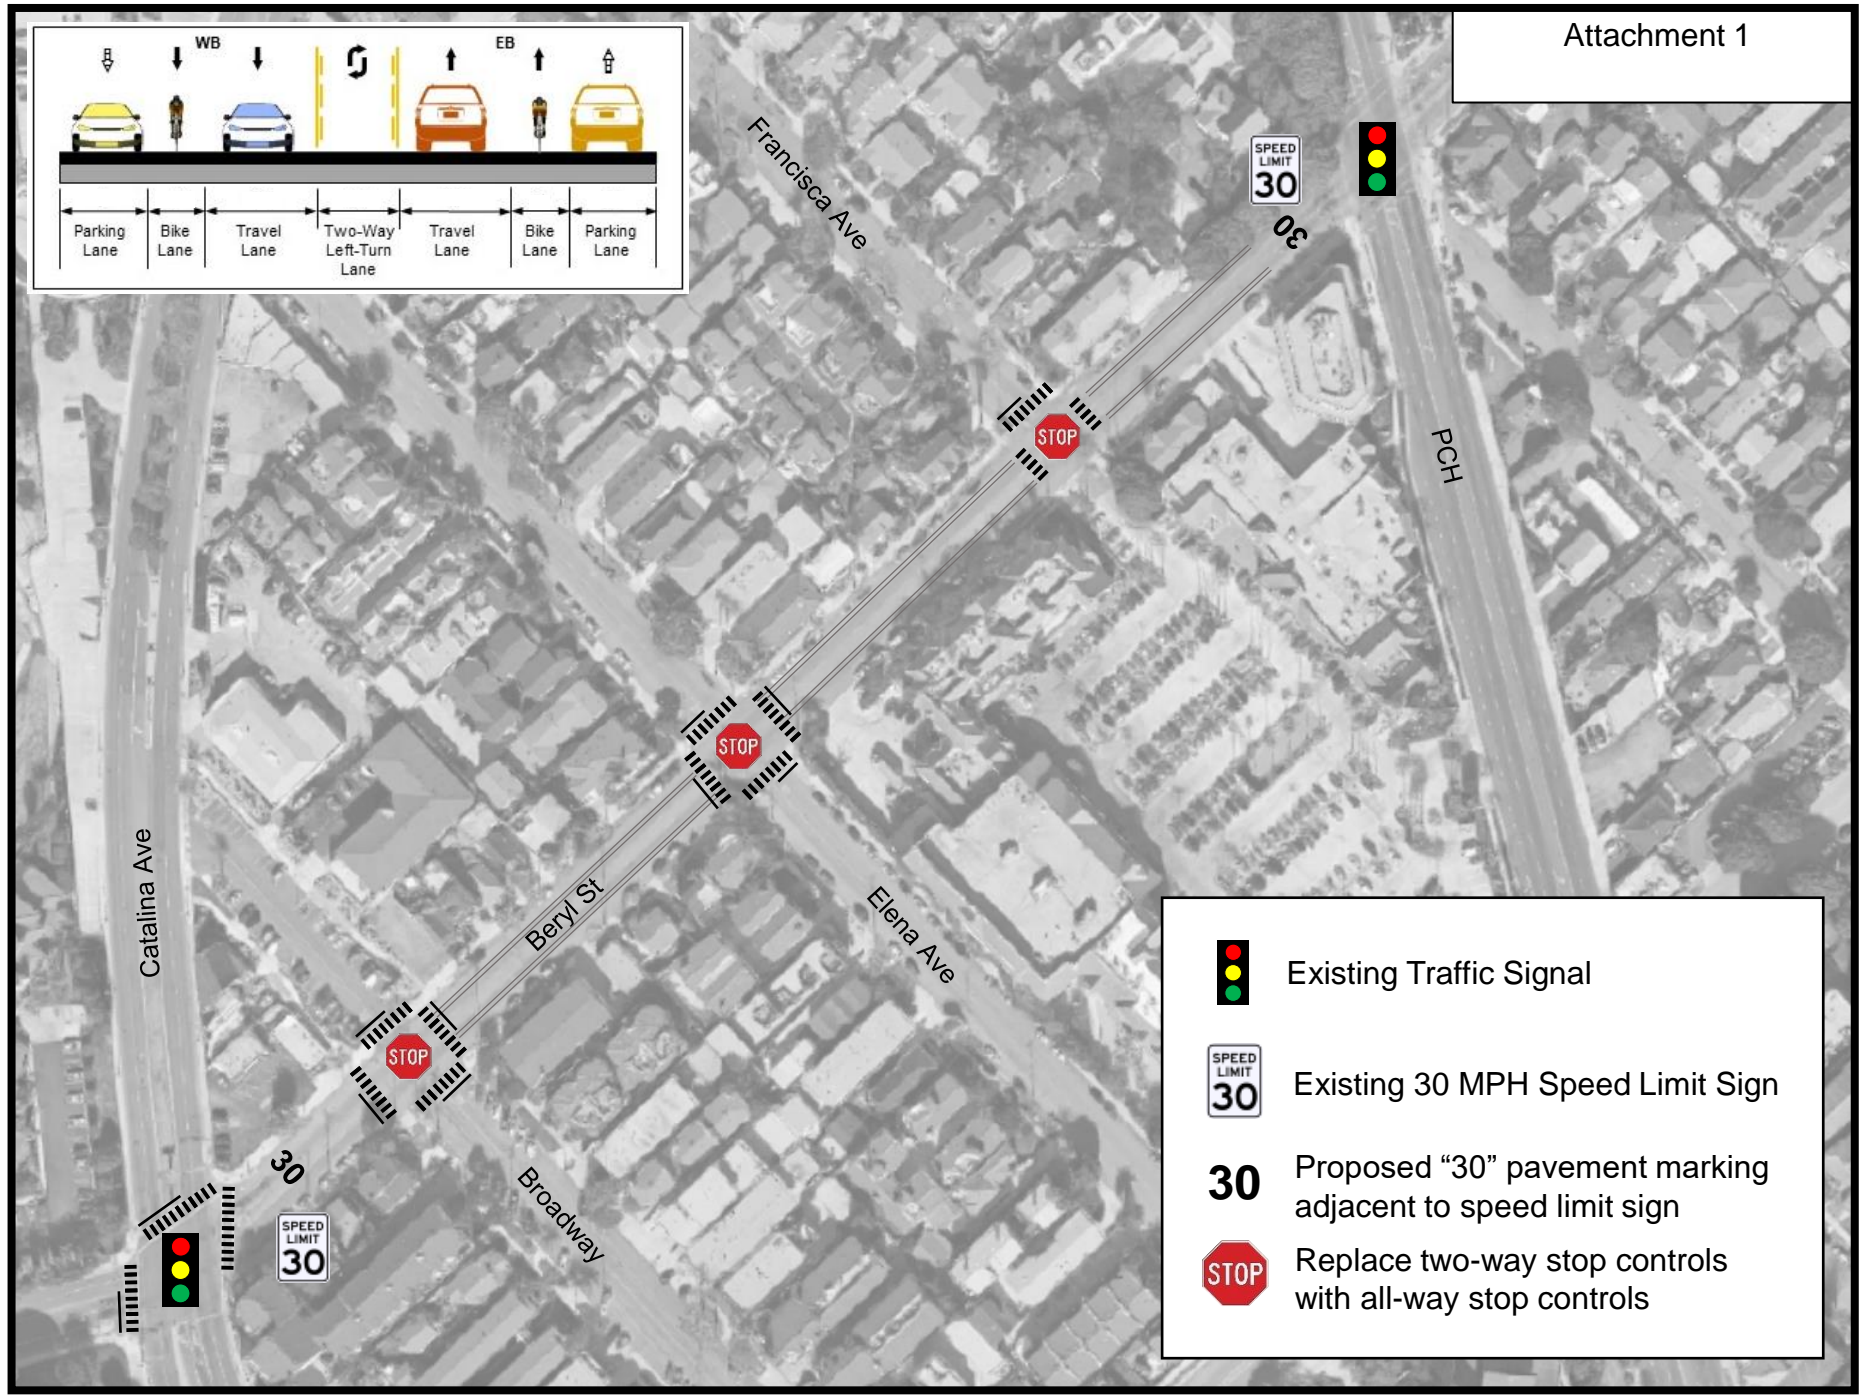 Attachment 1
WB
EB
Parking
Lane
Bike
Lane
Travel
Lane
Two-Way
Left-Turn
Lane
Travel
Lane
Bike
Lane
Parking
Lane
Francisca Ave
SPEED
LIMIT
30
30
PCH
STOP
STOP
Catalina Ave
Beryl St
Elena Ave
STOP
30
Broadway
SPEED
LIMIT
30
Existing Traffic Signal
SPEED
LIMIT
30
Existing 30 MPH Speed Limit Sign
30
Proposed “30” pavement marking
adjacent to speed limit sign
STOP
Replace two-way stop controls
with all-way stop controls